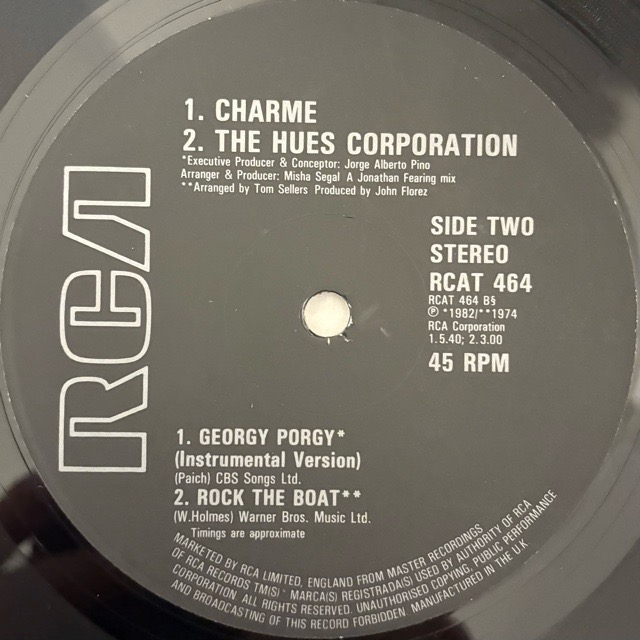 1. CHARME
2. THE HUES CORPORATION
*Executive Producer & Conceptor: Jorge Alberto Pino
Arranger & Producer: Misha Segal A Jonathan Fearing mix
**Arranged by Tom Sellers Produced by John Florez
RCA
SIDE TWO
STEREO
RCAT 464
RCAT 464 B§
Ⓟ *1982/**1974
RCA Corporation
1.5.40; 2.3.00
45 RPM
1. GEORGY PORGY*
(Instrumental Version)
(Paich) CBS Songs Ltd.
2. ROCK THE BOAT**
(W.Holmes) Warner Bros. Music Ltd.
Timings are approximate
MARKETED BY RCA LIMITED, ENGLAND FROM MASTER RECORDINGS
OF RCA RECORDS TM(S)® MARCA(S) REGISTRADA(S) USED BY AUTHORITY OF RCA
CORPORATION. ALL RIGHTS RESERVED. UNAUTHORISED COPYING, PUBLIC PERFORMANCE
AND BROADCASTING OF THIS RECORD FORBIDDEN. MANUFACTURED IN THE U.K